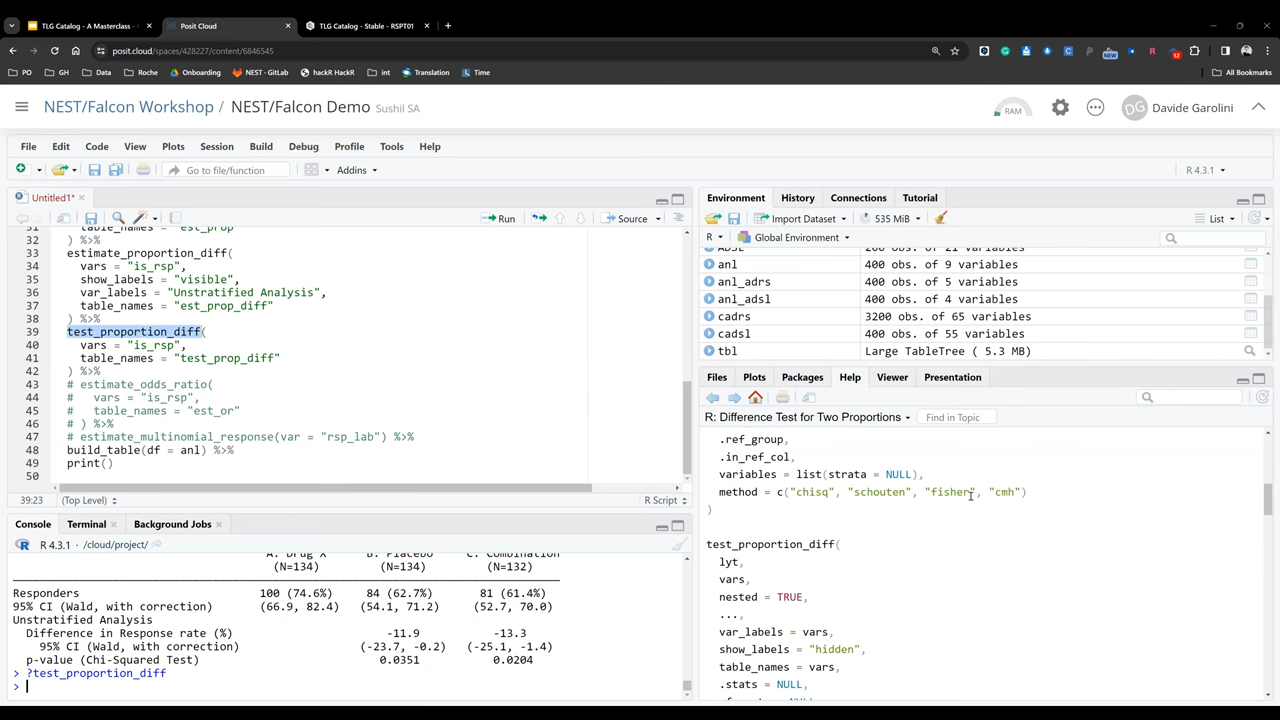 TLG Catalog - A Masterclass -
Posit Cloud
TLG Catalog - Stable - RSPT01
posit.cloud/spaces/428227/content/6846545
PO
GH
Data
Roche
Onboarding
NEST - GitLab
hackR HackR
int
Translation
Time
All Bookmarks
NEST/Falcon Workshop / NEST/Falcon Demo Sushil SA
RAM
DG Davide Garolini
File Edit Code View Plots Session Build Debug Profile Tools Help
Go to file/function
Addins
R 4.3.1
Untitled1*
Run
Source
31 table_names = "est_prop"
32 ) %>%
33 estimate_proportion_diff(
34 vars = "is_rsp",
35 show_labels = "visible",
36 var_labels = "Unstratified Analysis",
37 table_names = "est_prop_diff"
38 ) %>%
39 test_proportion_diff(
40 vars = "is_rsp",
41 table_names = "test_prop_diff"
42 ) %>%
43 # estimate_odds_ratio(
44 # vars = "is_rsp",
45 # table_names = "est_or"
46 # ) %>%
47 # estimate_multinomial_response(var = "rsp_lab") %>%
48 build_table(df = anl) %>%
49 print()
50
39:23 (Top Level) R Script
Console Terminal Background Jobs
R 4.3.1 · /cloud/project/
A: Drug X B: Placebo C: Combination
(N=134) (N=134) (N=132)
Responders 100 (74.6%) 84 (62.7%) 81 (61.4%)
95% CI (Wald, with correction) (66.9, 82.4) (54.1, 71.2) (52.7, 70.0)
Unstratified Analysis
Difference in Response rate (%) -11.9 -13.3
95% CI (Wald, with correction) (-23.7, -0.2) (-25.1, -1.4)
p-value (Chi-Squared Test) 0.0351 0.0204
> ?test_proportion_diff
>
Environment History Connections Tutorial
Import Dataset
535 MiB
List
R
Global Environment
ADSL 200 obs. of 21 variables
anl 400 obs. of 9 variables
anl_adrs 400 obs. of 5 variables
anl_adsl 400 obs. of 4 variables
cadrs 3200 obs. of 65 variables
cadsl 400 obs. of 55 variables
tbl Large TableTree ( 5.3 MB)
Files Plots Packages Help Viewer Presentation
R: Difference Test for Two Proportions
Find in Topic
.ref_group,
.in_ref_col,
variables = list(strata = NULL),
method = c("chisq", "schouten", "fisher", "cmh")
)
test_proportion_diff(
lyt,
vars,
nested = TRUE,
...,
var_labels = vars,
show_labels = "hidden",
table_names = vars,
.stats = NULL,